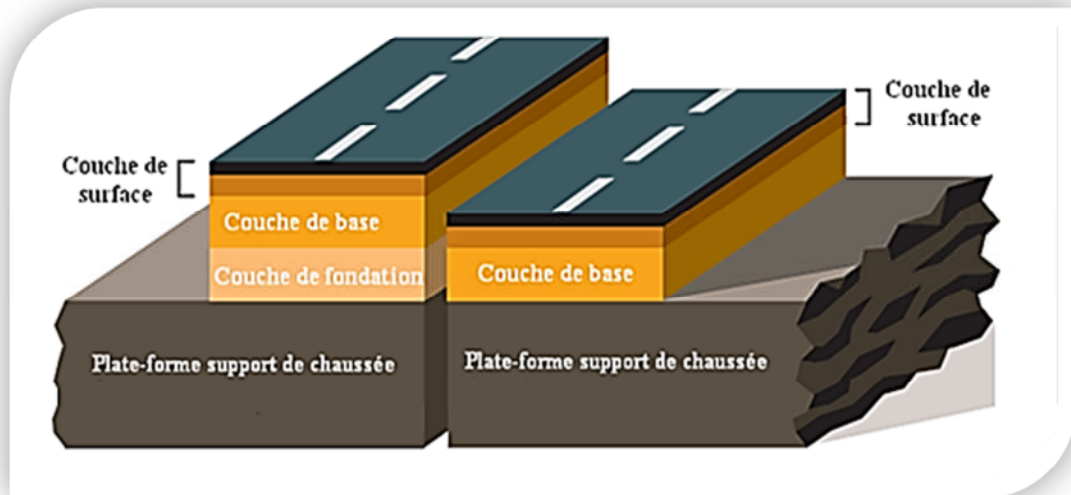 Couche de
surface
Couche de
surface
Couche de base
Couche de fondation
Couche de base
Plate-forme support de chaussée
Plate-forme support de chaussée